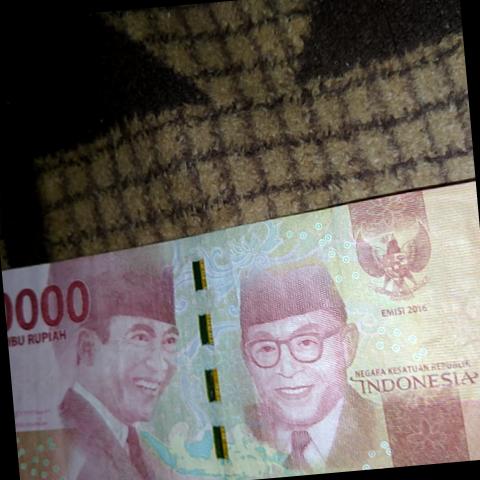 0000
IBU RUPIAH
EMISI 2016
NEGARA KESATUAN REPUBLIK
INDONESIA